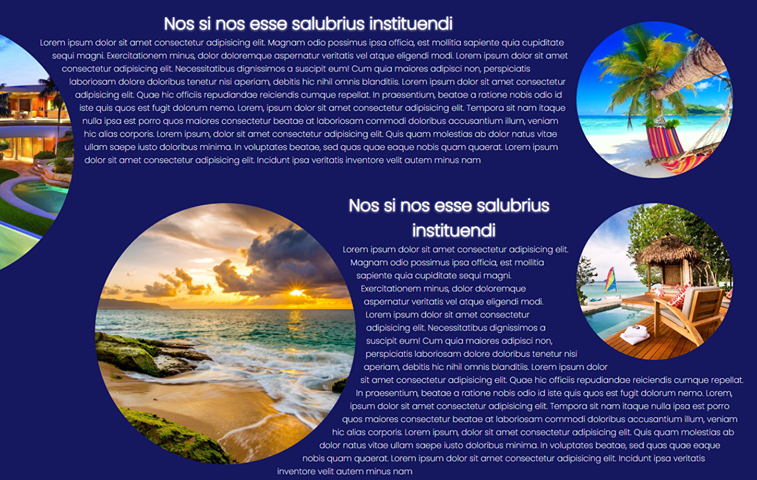 Nos si nos esse salubrius instituendi
Lorem ipsum dolor sit amet consectetur adipisicing elit. Magnam odio possimus ipsa officia, est mollitia sapiente quia cupiditate
sequi magni. Exercitationem minus, dolor doloremque aspernatur veritatis vel atque eligendi modi. Lorem ipsum dolor sit amet
consectetur adipisicing elit. Necessitatibus dignissimos a suscipit eum! Cum quia maiores adipisci non, perspiciatis
laboriosam dolore doloribus tenetur nisi aperiam, debitis hic nihil omnis blanditiis. Lorem ipsum dolor sit amet consectetur
adipisicing elit. Quae hic officiis repudiandae reiciendis cumque repellat. In praesentium, beatae a ratione nobis odio id
iste quis quos est fugit dolorum nemo. Lorem, ipsum dolor sit amet consectetur adipisicing elit. Tempora sit nam itaque
nulla ipsa est porro quos maiores consectetur beatae at laboriosam commodi doloribus accusantium illum, veniam
hic alias corporis. Lorem ipsum, dolor sit amet consectetur adipisicing elit. Quis quam molestias ab dolor natus vitae
ullam saepe iusto doloribus minima. In voluptates beatae, sed quas quae eaque nobis quam quaerat. Lorem ipsum
dolor sit amet consectetur adipisicing elit. Incidunt ipsa veritatis inventore velit autem minus nam
Nos si nos esse salubrius
instituendi
Lorem ipsum dolor sit amet consectetur adipisicing elit.
Magnam odio possimus ipsa officia, est mollitia
sapiente quia cupiditate sequi magni.
Exercitationem minus, dolor doloremque
aspernatur veritatis vel atque eligendi modi.
Lorem ipsum dolor sit amet consectetur
adipisicing elit. Necessitatibus dignissimos a
suscipit eum! Cum quia maiores adipisci non,
perspiciatis laboriosam dolore doloribus tenetur nisi
aperiam, debitis hic nihil omnis blanditiis. Lorem ipsum dolor
sit amet consectetur adipisicing elit. Quae hic officiis repudiandae reiciendis cumque repellat.
In praesentium, beatae a ratione nobis odio id iste quis quos est fugit dolorum nemo. Lorem,
ipsum dolor sit amet consectetur adipisicing elit. Tempora sit nam itaque nulla ipsa est porro
quos maiores consectetur beatae at laboriosam commodi doloribus accusantium illum, veniam
hic alias corporis. Lorem ipsum, dolor sit amet consectetur adipisicing elit. Quis quam molestias ab
dolor natus vitae ullam saepe iusto doloribus minima. In voluptates beatae, sed quas quae eaque
nobis quam quaerat. Lorem ipsum dolor sit amet consectetur adipisicing elit. Incidunt ipsa veritatis
inventore velit autem minus nam